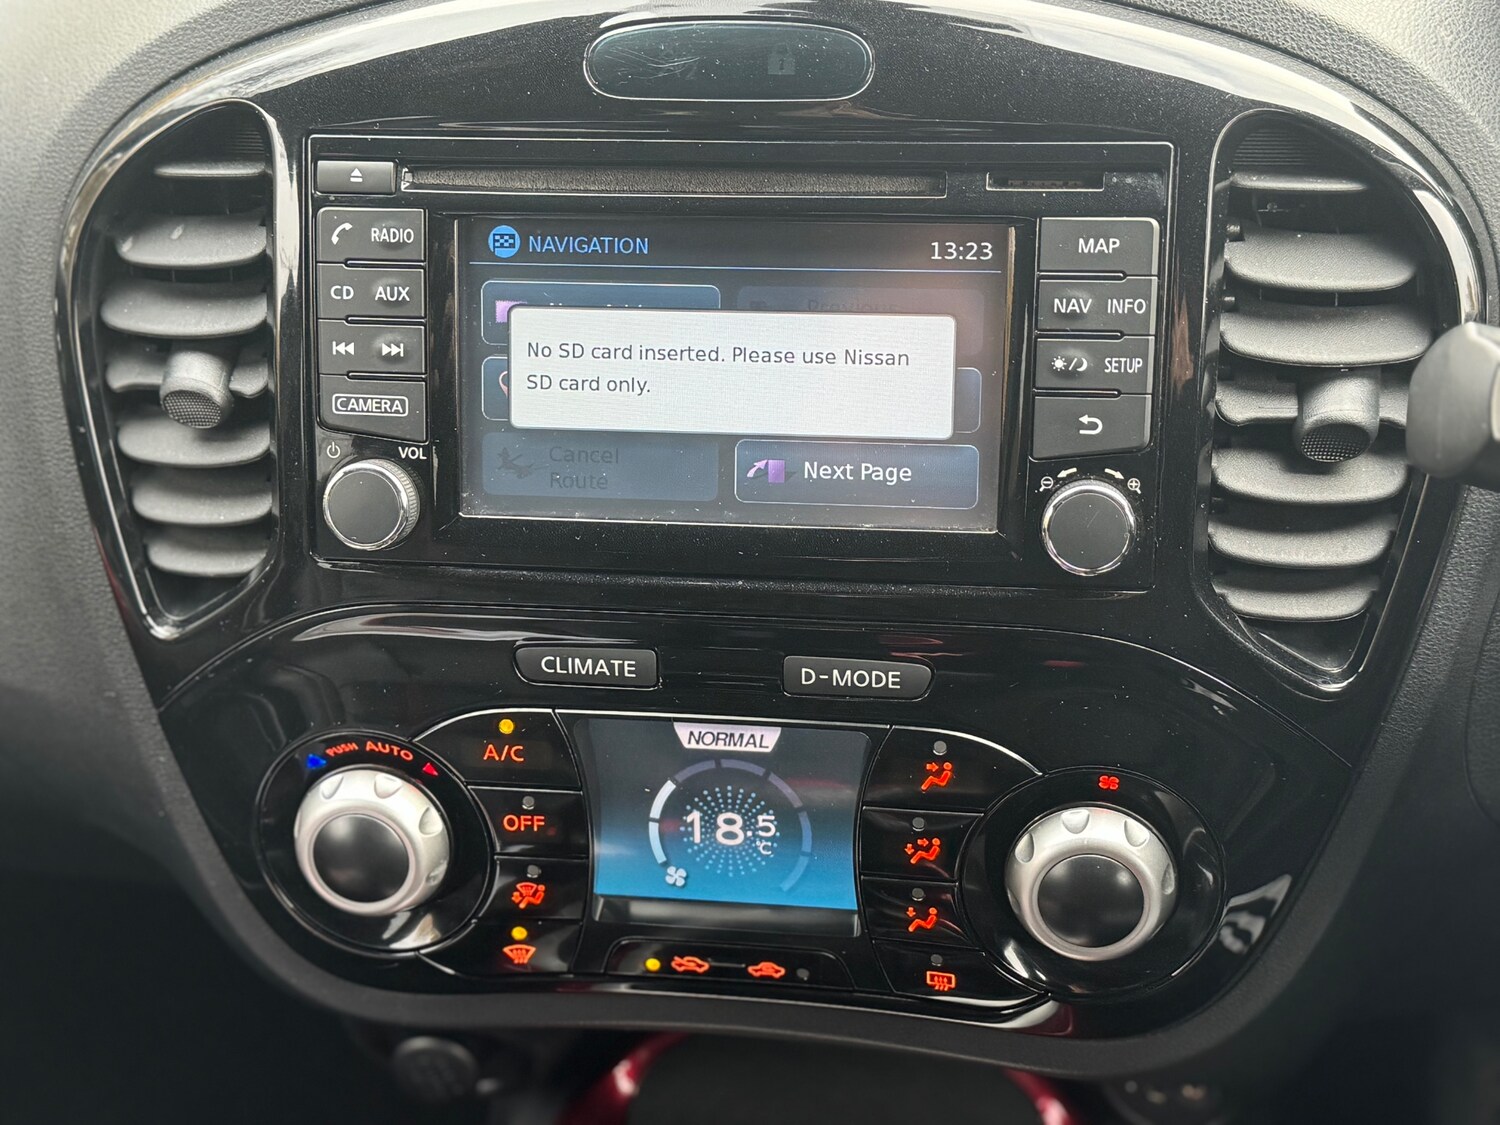 RADIO
CD AUX
CAMERA
VOL
NAVIGATION
13:23
Previous
No SD card inserted. Please use Nissan
SD card only.
Cancel
Route
Next Page
MAP
NAV INFO
SETUP
CLIMATE
D-MODE
PUSH AUTO
A/C
OFF
NORMAL
18.5
°C